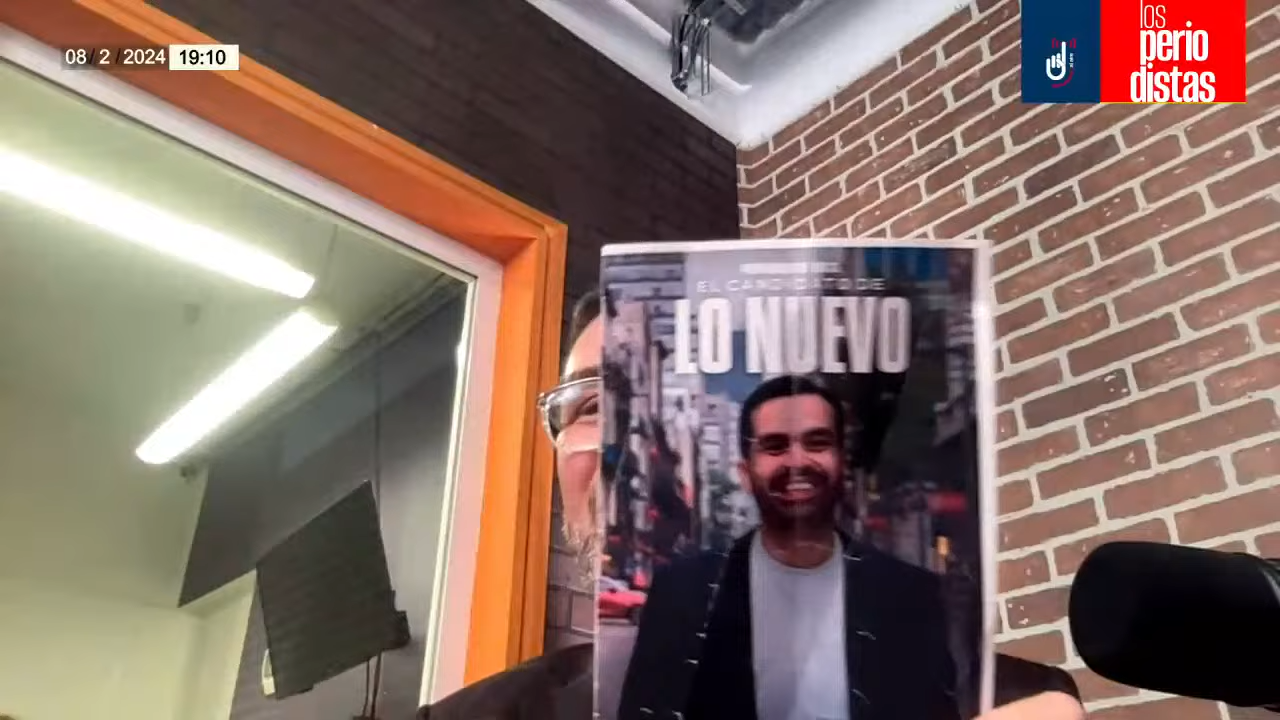 08/ 2 /2024 19:10
los
perio
distas
EL CANDIDATO DE
LO NUEVO